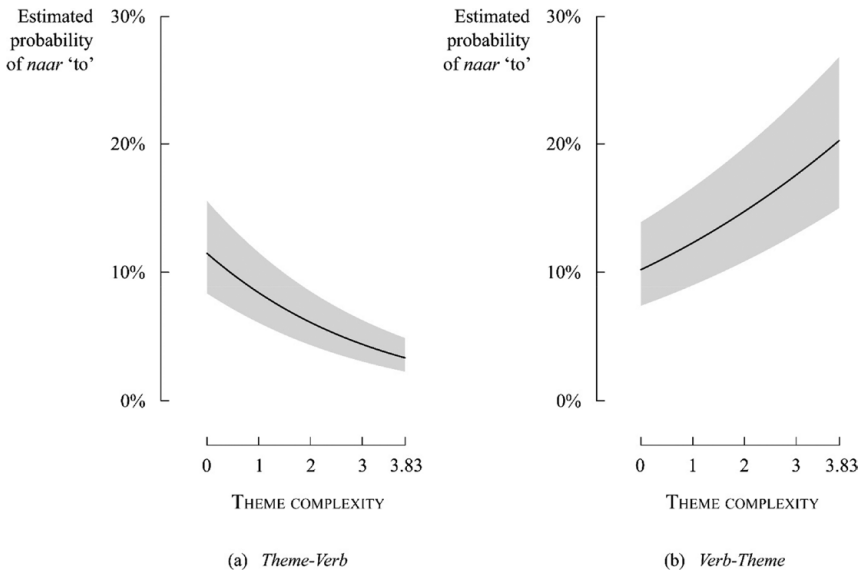 Estimated
probability
of naar ‘to’
30%
20%
10%
0%
0 1 2 3 3.83
THEME COMPLEXITY
(a) Theme-Verb
Estimated
probability
of naar ‘to’
30%
20%
10%
0%
0 1 2 3 3.83
THEME COMPLEXITY
(b) Verb-Theme